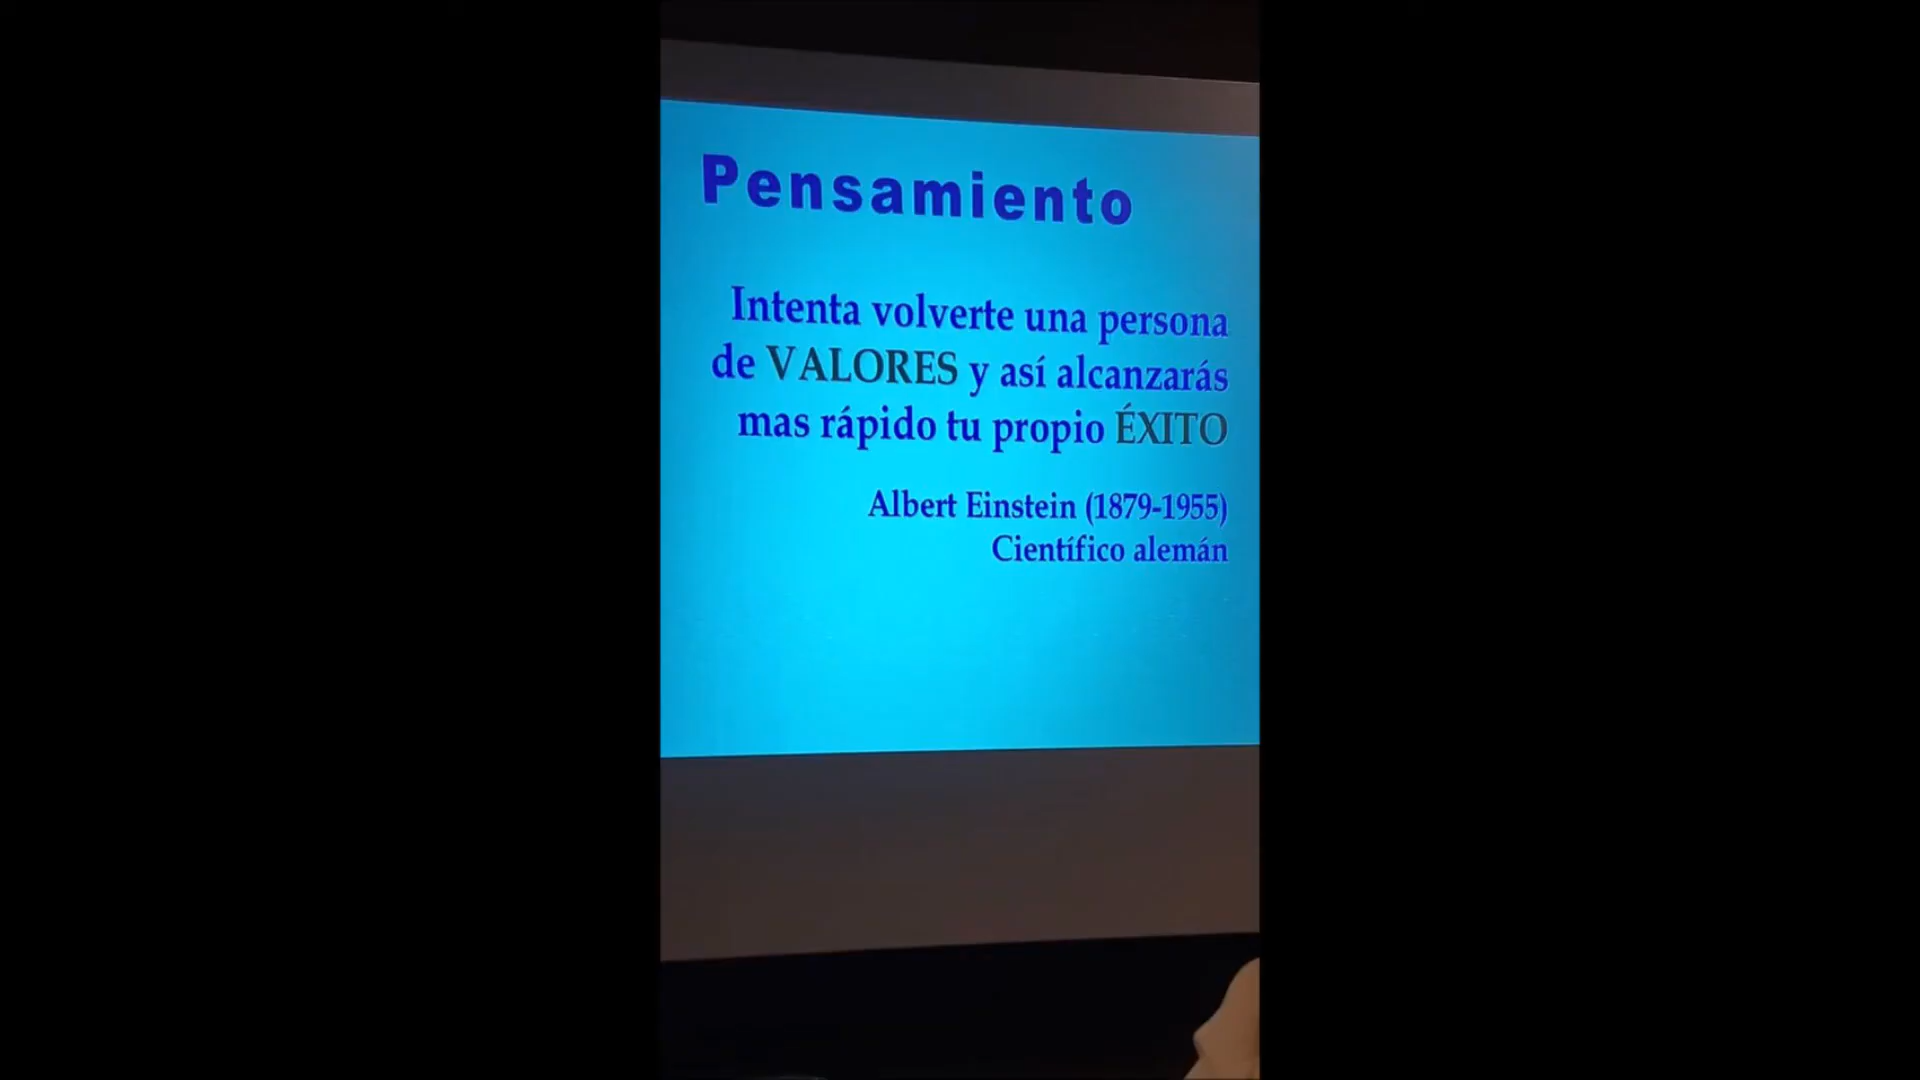 Pensamiento
Intenta volverte una persona
de VALORES y así alcanzarás
mas rápido tu propio ÉXITO
Albert Einstein (1879-1955)
Científico alemán